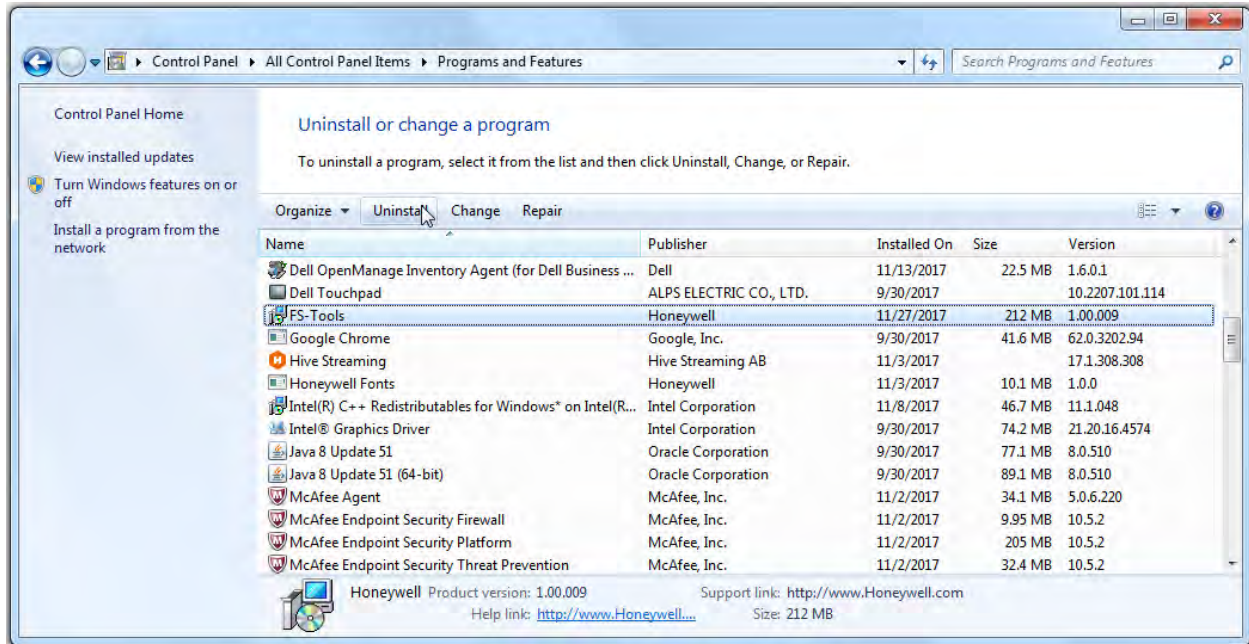 Control Panel All Control Panel Items Programs and Features Search Programs and Features
Control Panel Home
View installed updates
Turn Windows features on or
off
Install a program from the
network
Uninstall or change a program
To uninstall a program, select it from the list and then click Uninstall, Change, or Repair.
Organize Uninstall Change Repair
Name Publisher Installed On Size Version
Dell OpenManage Inventory Agent (for Dell Business ... Dell 11/13/2017 22.5 MB 1.6.0.1
Dell Touchpad ALPS ELECTRIC CO., LTD. 9/30/2017 10.2207.101.114
FS-Tools Honeywell 11/27/2017 212 MB 1.00.009
Google Chrome Google, Inc. 9/30/2017 41.6 MB 62.0.3202.94
Hive Streaming Hive Streaming AB 11/3/2017 17.1.308.308
Honeywell Fonts Honeywell 11/3/2017 10.1 MB 1.0.0
Intel(R) C++ Redistributables for Windows* on Intel(R... Intel Corporation 11/8/2017 46.7 MB 11.1.048
Intel® Graphics Driver Intel Corporation 9/30/2017 74.2 MB 21.20.16.4574
Java 8 Update 51 Oracle Corporation 9/30/2017 77.1 MB 8.0.510
Java 8 Update 51 (64-bit) Oracle Corporation 9/30/2017 89.1 MB 8.0.510
McAfee Agent McAfee, Inc. 11/2/2017 34.1 MB 5.0.6.220
McAfee Endpoint Security Firewall McAfee, Inc. 11/2/2017 9.95 MB 10.5.2
McAfee Endpoint Security Platform McAfee, Inc. 11/2/2017 205 MB 10.5.2
McAfee Endpoint Security Threat Prevention McAfee, Inc. 11/2/2017 32.4 MB 10.5.2
Honeywell Product version: 1.00.009 Support link: http://www.Honeywell.com
Help link: http://www.Honeywell.... Size: 212 MB